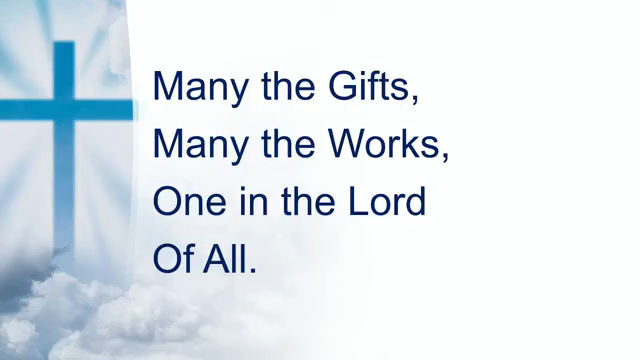 Many the Gifts,
Many the Works,
One in the Lord
Of All.